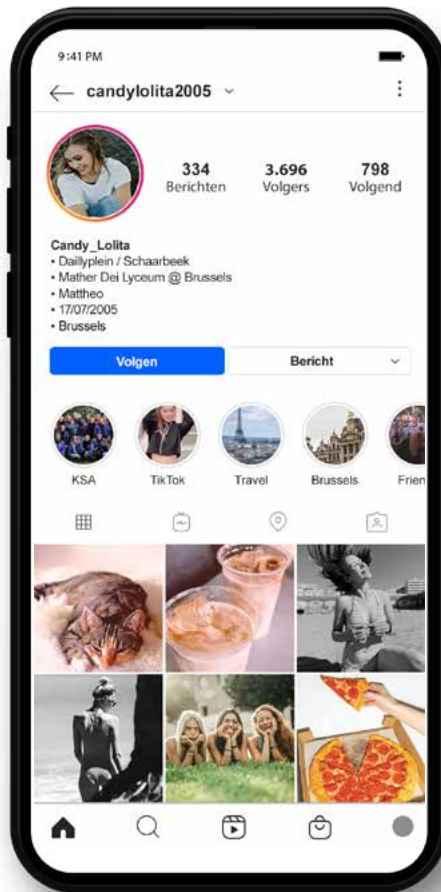 9:41 PM
candylolita2005
334 3.696 798
Berichten Volgers Volgend
Candy_Lolita
• Daillyplein / Schaarbeek
• Mather Dei Lyceum @ Brussels
• Mattheo
• 17/07/2005
• Brussels
Volgen Bericht
KSA TikTok Travel Brussels Frien